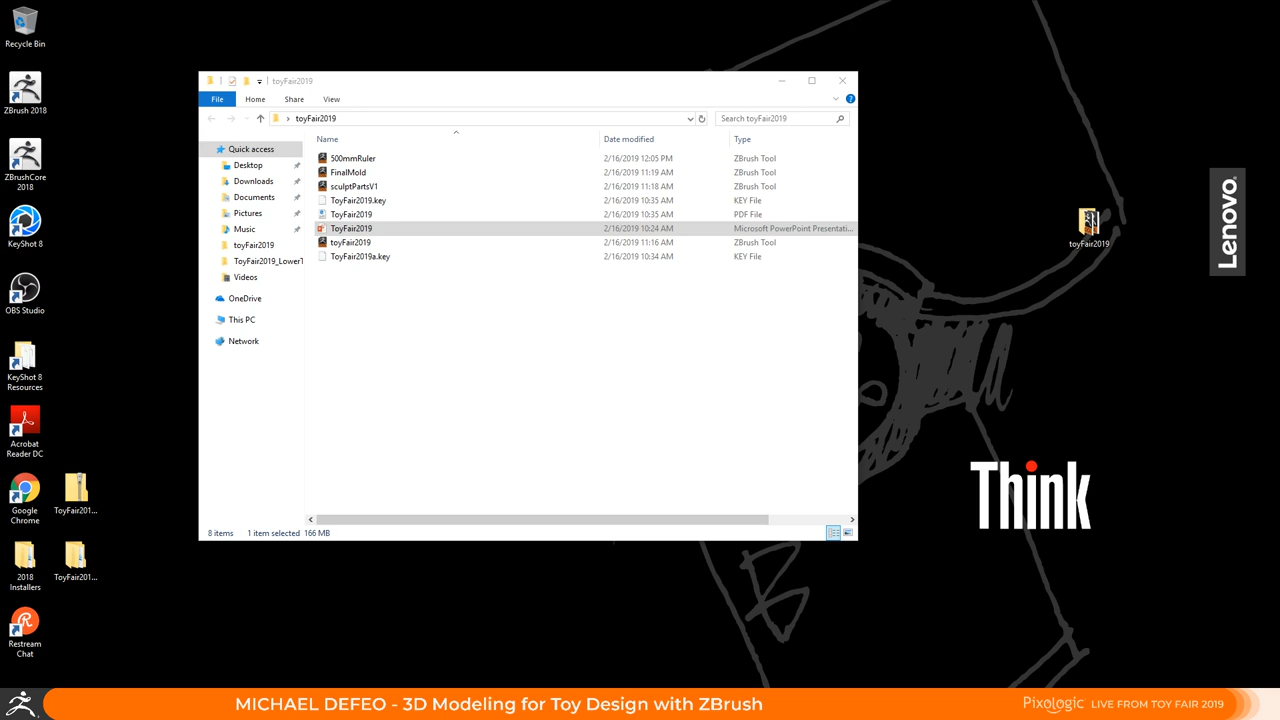 Recycle Bin
ZBrush 2018
ZBrushCore
2018
KeyShot 8
OBS Studio
KeyShot 8
Resources
Acrobat
Reader DC
Google
Chrome
ToyFair201...
2018
Installers
ToyFair201...
Restream
Chat
toyFair2019
File
Home
Share
View
toyFair2019
Search toyFair2019
Name
Date modified
Type
Quick access
Desktop
Downloads
Documents
Pictures
Music
toyFair2019
ToyFair2019_LowerT
Videos
OneDrive
This PC
Network
500mmRuler 2/16/2019 12:05 PM ZBrush Tool
FinalMold 2/16/2019 11:19 AM ZBrush Tool
sculptPartsV1 2/16/2019 11:18 AM ZBrush Tool
ToyFair2019.key 2/16/2019 10:35 AM KEY File
ToyFair2019 2/16/2019 10:35 AM PDF File
ToyFair2019 2/16/2019 10:24 AM Microsoft PowerPoint Presentati...
toyFair2019 2/16/2019 11:16 AM ZBrush Tool
ToyFair2019a.key 2/16/2019 10:34 AM KEY File
8 items 1 item selected 166 MB
toyFair2019
Lenovo
Think
B
MICHAEL DEFEO - 3D Modeling for Toy Design with ZBrush
Pixologic LIVE FROM TOY FAIR 2019